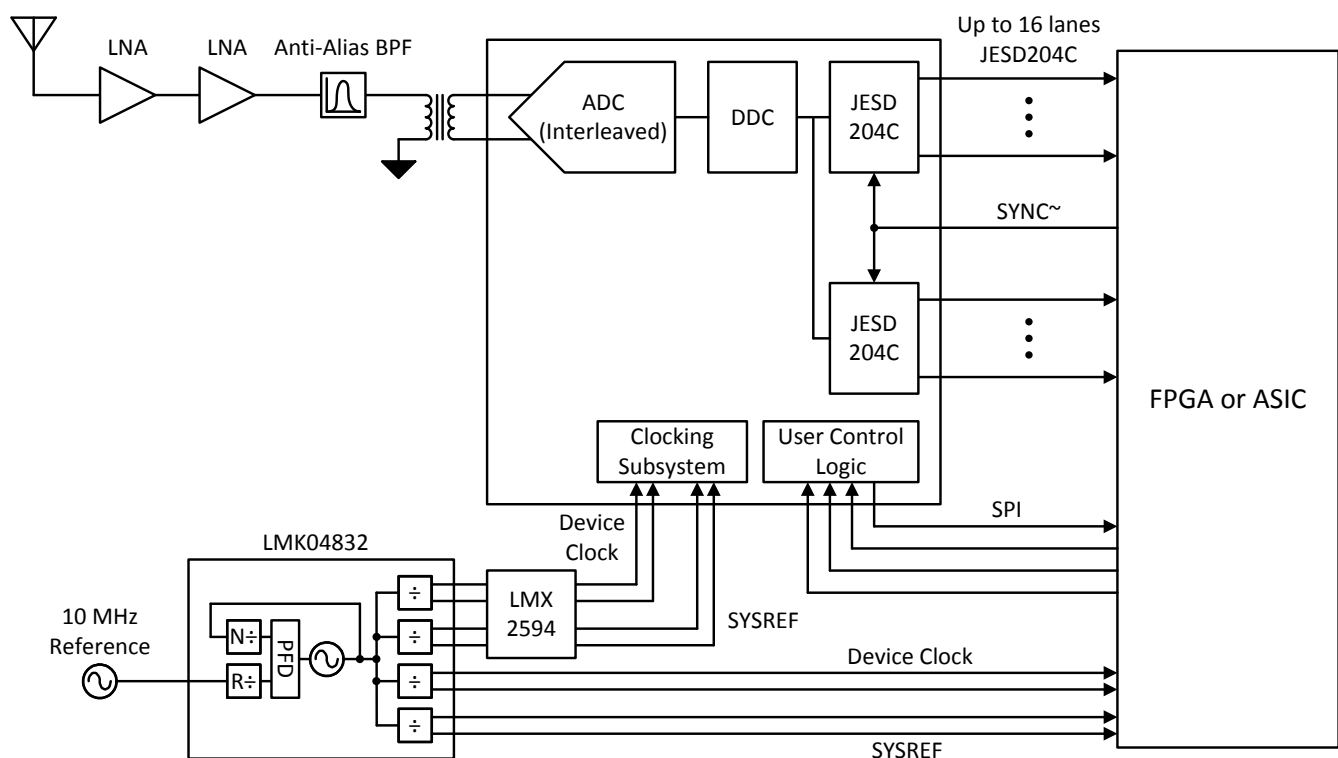 Up to 16 lanes
JESD204C
LNA
LNA
Anti-Alias BPF
ADC
(Interleaved)
DDC
JESD
204C
SYNC~
JESD
204C
FPGA or ASIC
Clocking
Subsystem
User Control
Logic
SPI
Device
Clock
LMK04832
10 MHz
Reference
N÷
R÷
PFD
÷
÷
÷
÷
LMX
2594
SYSREF
Device Clock
SYSREF